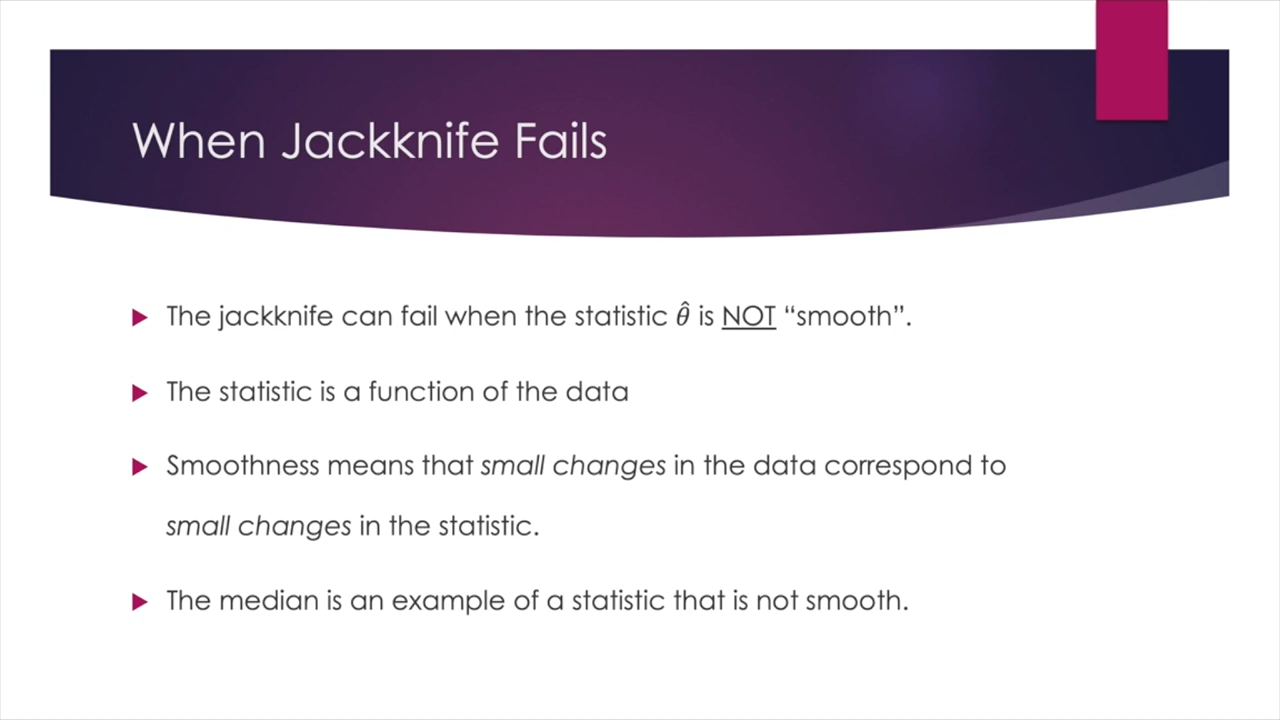 When Jackknife Fails
The jackknife can fail when the statistic θ̂ is NOT “smooth”.
The statistic is a function of the data
Smoothness means that small changes in the data correspond to
small changes in the statistic.
The median is an example of a statistic that is not smooth.